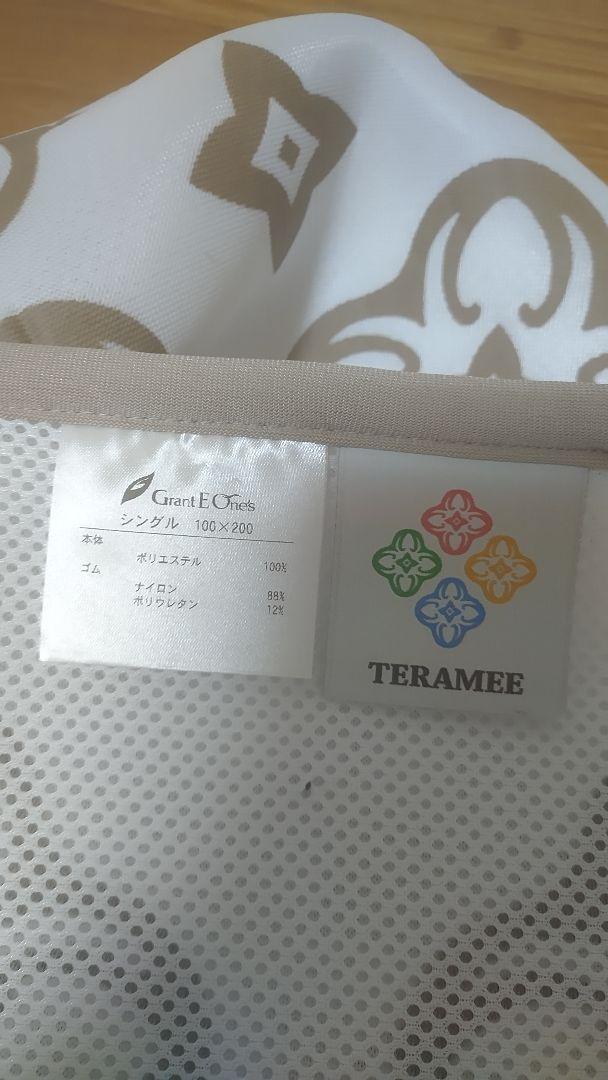 Grant E One's
シングル 100×200
本体
ポリエステル 100%
ゴム
ナイロン 88%
ポリウレタン 12%
TERAMEE